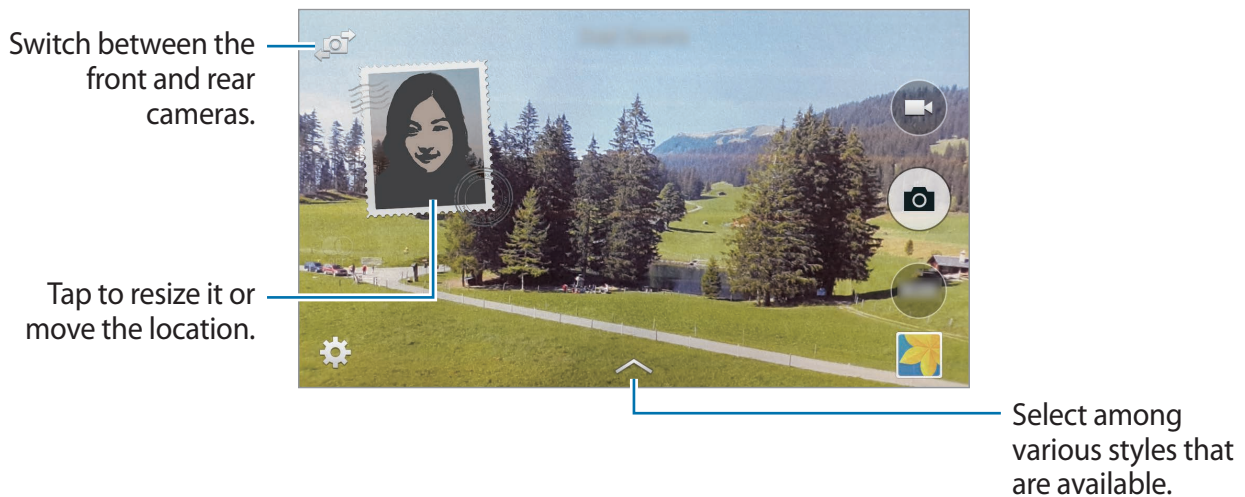 Switch between the
front and rear
cameras.
Tap to resize it or
move the location.
Select among
various styles that
are available.